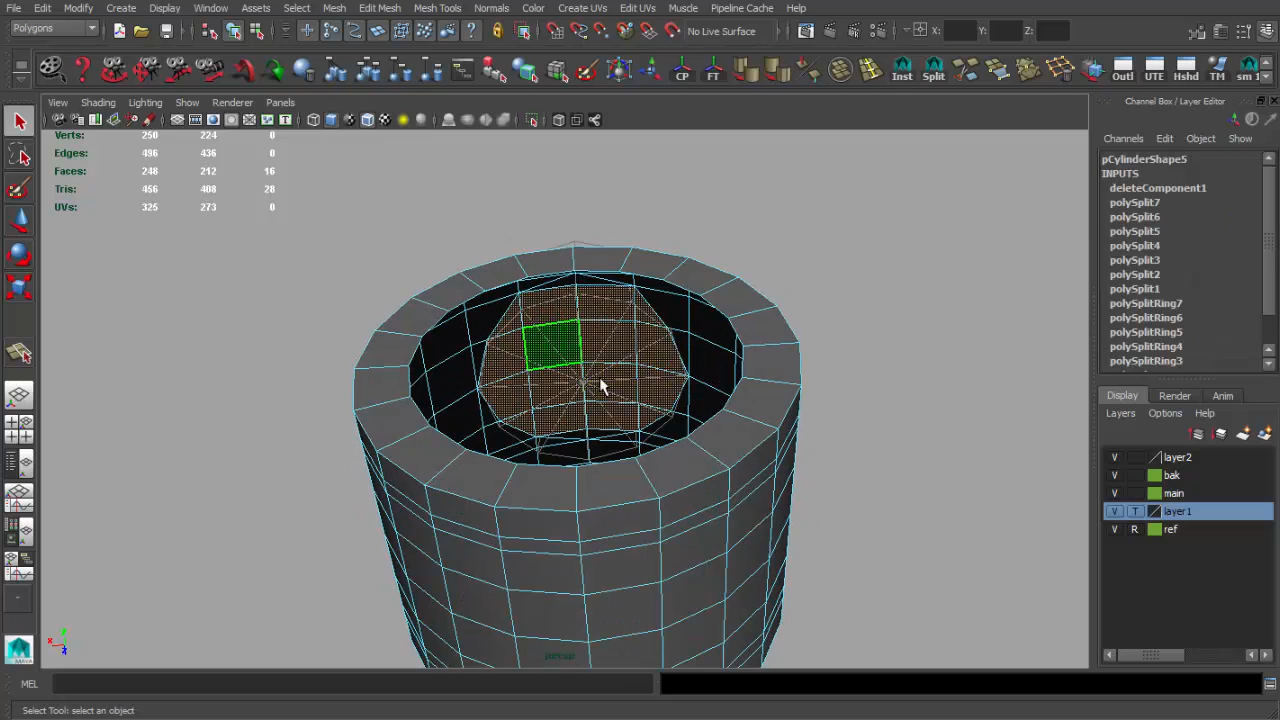 File Edit Modify Create Display Window Assets Select Mesh Edit Mesh Mesh Tools Normals Color Create UVs Edit UVs Muscle Pipeline Cache Help
Polygons No Live Surface X: Y: Z:
CP FT Inst Split Outl UTE Hshd TM sm 1
View Shading Lighting Show Renderer Panels
Channel Box / Layer Editor
Verts: 250 224 0
Edges: 496 436 0
Faces: 248 212 16
Tris: 456 408 28
UVs: 325 273 0
Channels Edit Object Show
pCylinderShape5
INPUTS
deleteComponent1
polySplit7
polySplit6
polySplit5
polySplit4
polySplit3
polySplit2
polySplit1
polySplitRing7
polySplitRing6
polySplitRing5
polySplitRing4
polySplitRing3
Display Render Anim
Layers Options Help
V layer2
V bak
V main
V T layer1
V R ref
persp
MEL
Select Tool: select an object